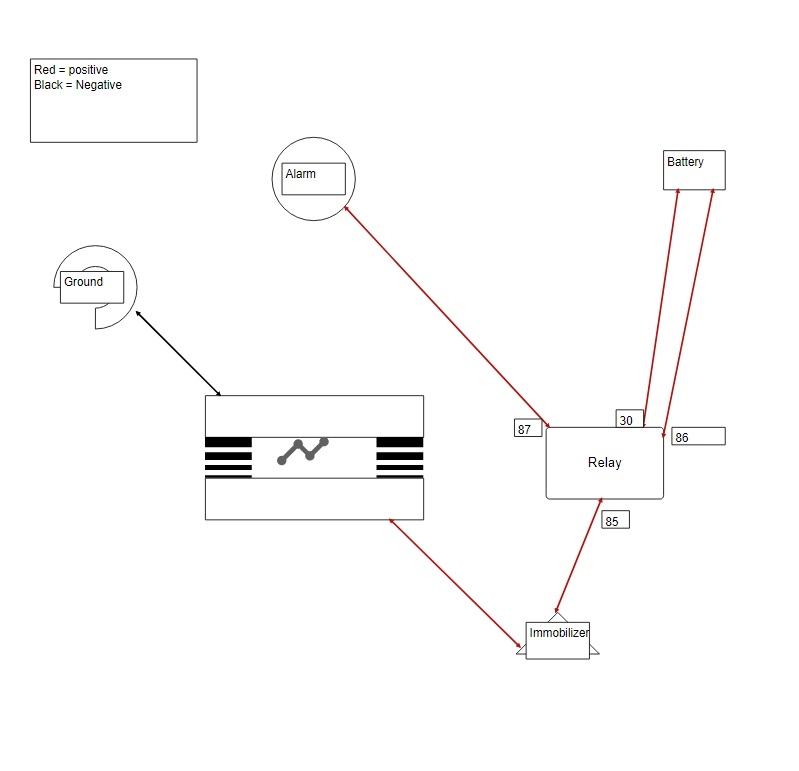 Red = positive
Black = Negative
Alarm
Battery
Ground
30
87
86
Relay
85
Immobilizer